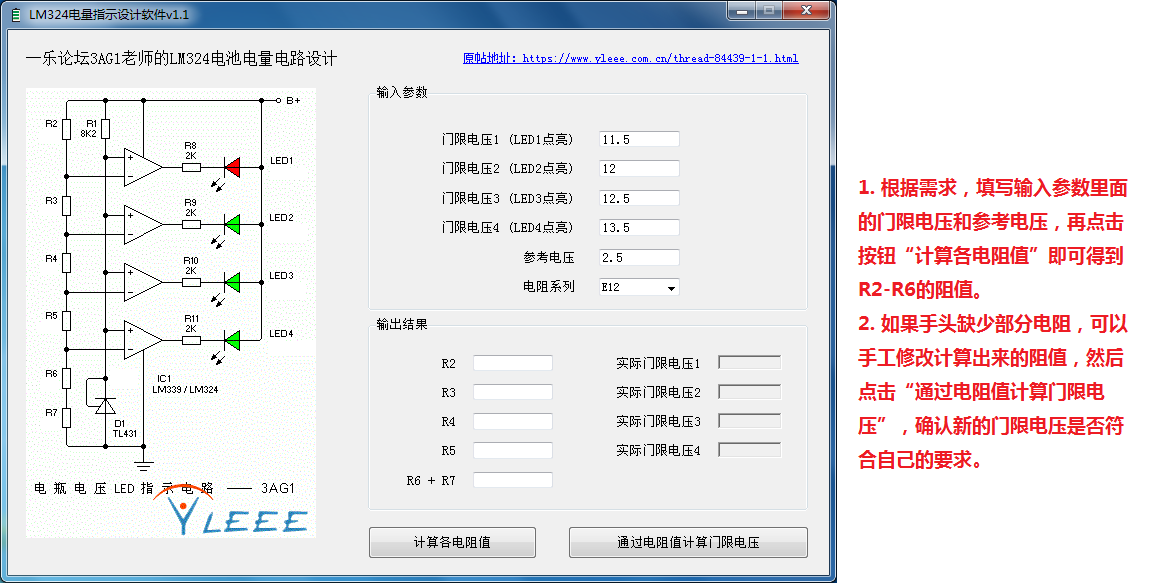 LM324电量指示设计软件v1.1
一乐论坛3AG1老师的LM324电池电量电路设计
原帖地址：https://www.yleee.com.cn/thread-84439-1-1.html
B+
R2
R1
8K2
R8
2K
LED1
R3
R9
2K
LED2
R4
R10
2K
LED3
R5
R11
2K
LED4
R6
IC1
LM339 / LM324
R7
D1
TL431
电 瓶 电 压 LED 指 示 电 路 —— 3AG1
YLEEE
输入参数
门限电压1 (LED1点亮) 11.5
门限电压2 (LED2点亮) 12
门限电压3 (LED3点亮) 12.5
门限电压4 (LED4点亮) 13.5
参考电压 2.5
电阻系列 E12
输出结果
R2 实际门限电压1
R3 实际门限电压2
R4 实际门限电压3
R5 实际门限电压4
R6 + R7
计算各电阻值 通过电阻值计算门限电压
1. 根据需求，填写输入参数里面
的门限电压和参考电压，再点击
按钮“计算各电阻值”即可得到
R2-R6的阻值。
2. 如果手头缺少部分电阻，可以
手工修改计算出来的阻值，然后
点击“通过电阻值计算门限电
压”，确认新的门限电压是否符
合自己的要求。